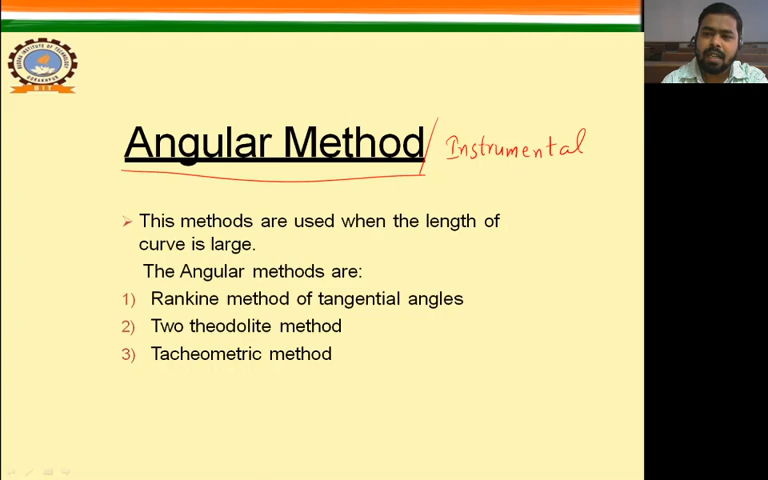 Angular Method / Instrumental
This methods are used when the length of
curve is large.
The Angular methods are:
1) Rankine method of tangential angles
2) Two theodolite method
3) Tacheometric method